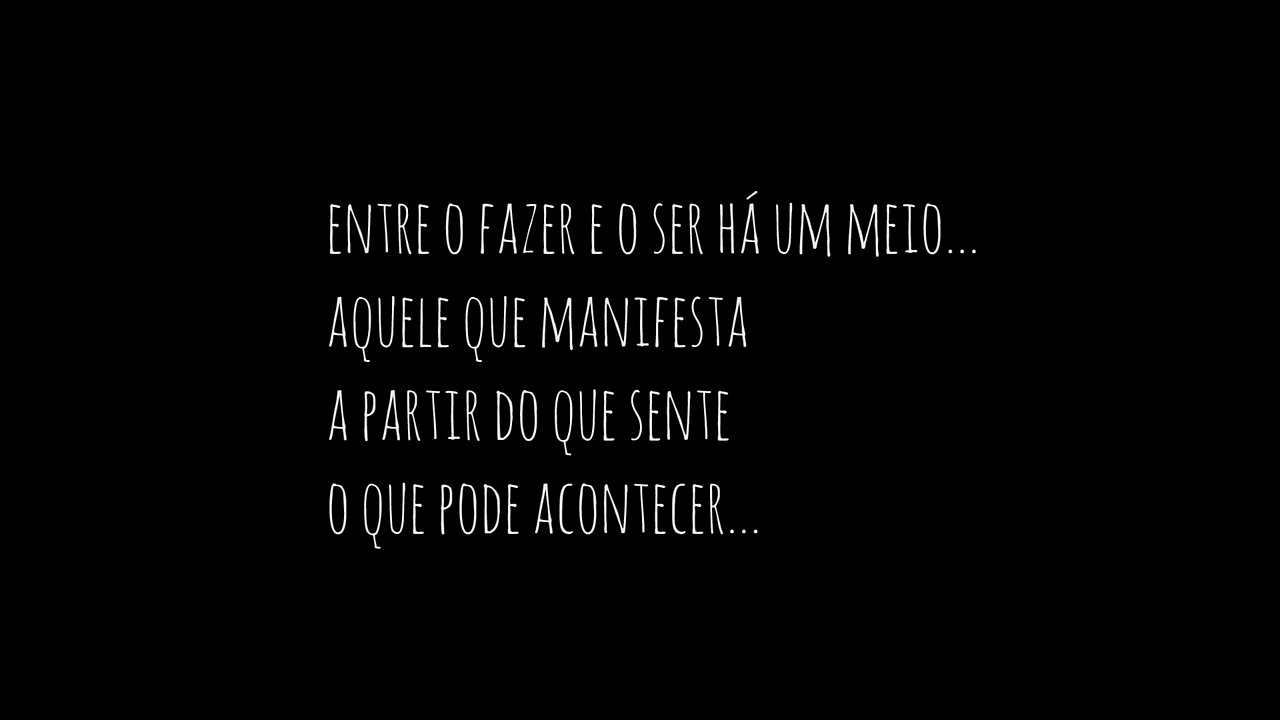 ENTRE O FAZER E O SER HÁ UM MEIO...
AQUELE QUE MANIFESTA
A PARTIR DO QUE SENTE
O QUE PODE ACONTECER...